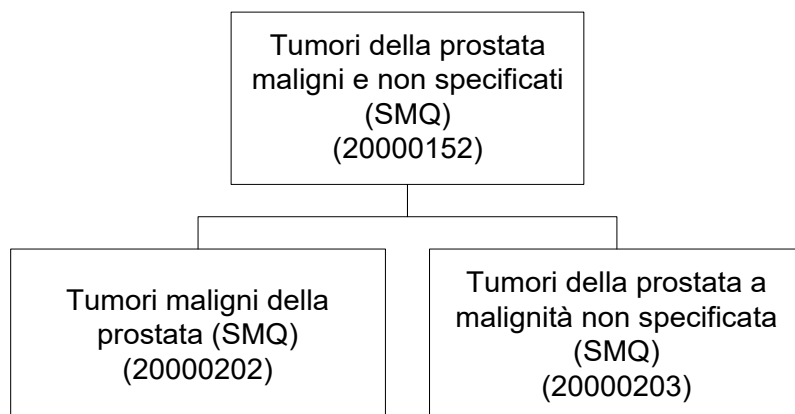 Tumori della prostata
maligni e non specificati
(SMQ)
(20000152)
Tumori maligni della
prostata (SMQ)
(20000202)
Tumori della prostata a
malignità non specificata
(SMQ)
(20000203)